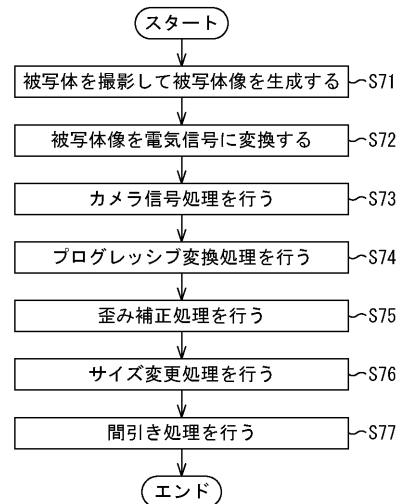 スタート
被写体を撮影して被写体像を生成する S71
被写体像を電気信号に変換する S72
カメラ信号処理を行う S73
プログレッシブ変換処理を行う S74
歪み補正処理を行う S75
サイズ変更処理を行う S76
間引き処理を行う S77
エンド